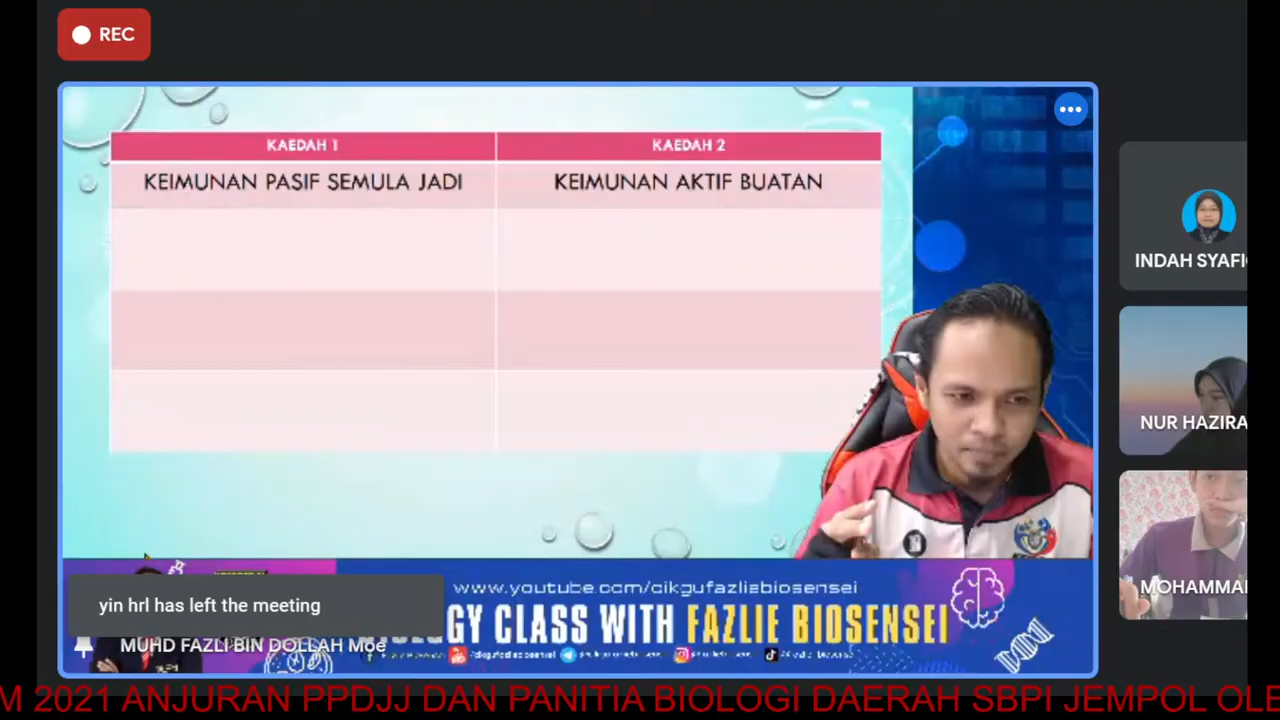 REC
KAEDAH 1
KAEDAH 2
KEIMUNAN PASIF SEMULA JADI
KEIMUNAN AKTIF BUATAN
INDAH SYAFI
NUR HAZIRA
MOHAMMA
www.youtube.com/cikgufazliebiosensei
yin hrl has left the meeting
GY CLASS WITH FAZLIE BIOSENSEI
MUHD FAZLI BIN DOLLAH Moe
M 2021 ANJURAN PPDJJ DAN PANITIA BIOLOGI DAERAH SBPI JEMPOL OLE